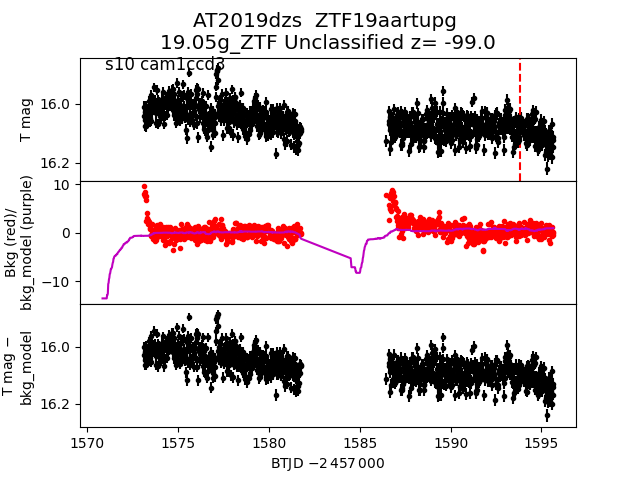 AT2019dzs  ZTF19aartupg
19.05g_ZTF Unclassified z= -99.0
s10 cam1ccd3
T mag
16.0
16.2
Bkg (red)/
bkg_model (purple)
10
0
−10
T mag −
bkg_model
16.0
16.2
1570 1575 1580 1585 1590 1595
BTJD −2 457 000